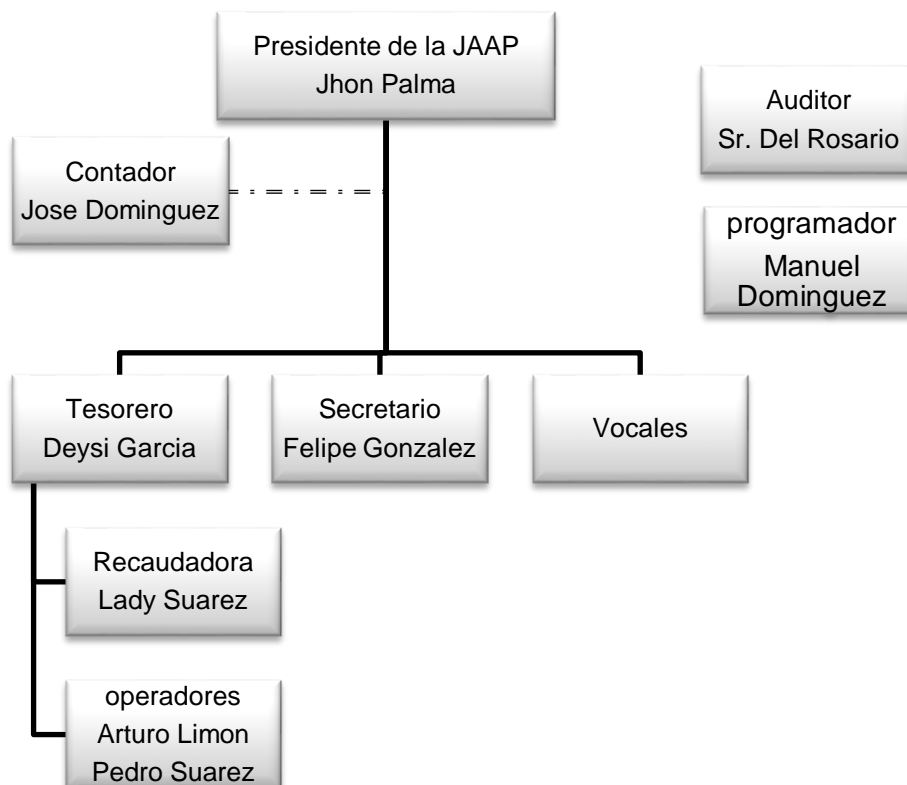 Presidente de la JAAP
Jhon Palma
Auditor
Sr. Del Rosario
Contador
Jose Dominguez
programador
Manuel
Dominguez
Tesorero
Deysi Garcia
Secretario
Felipe Gonzalez
Vocales
Recaudadora
Lady Suarez
operadores
Arturo Limon
Pedro Suarez